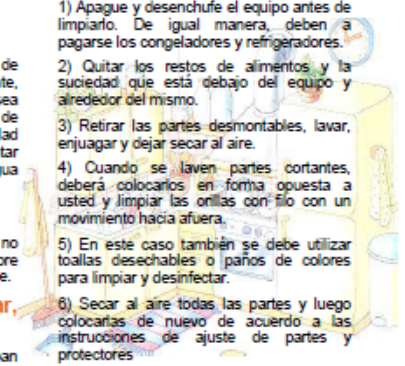 1) Apague y desenchufe el equipo antes de
limpiarlo. De igual manera, deben a
pagarse los congeladores y refrigeradores.
2) Quitar los restos de alimentos y la
suciedad que está debajo del equipo y
alrededor del mismo.
3) Retirar las partes desmontables, lavar,
enjuagar y dejar secar al aire.
4) Cuando se laven partes cortantes,
deberá colocarlos en forma opuesta a
usted y limpiar las orillas con filo con un
movimiento hacia afuera.
5) En este caso también se debe utilizar
toallas desechables o paños de colores
para limpiar y desinfectar.
6) Secar al aire todas las partes y luego
colocarlas de nuevo de acuerdo a las
instrucciones de ajuste de partes y
protectores